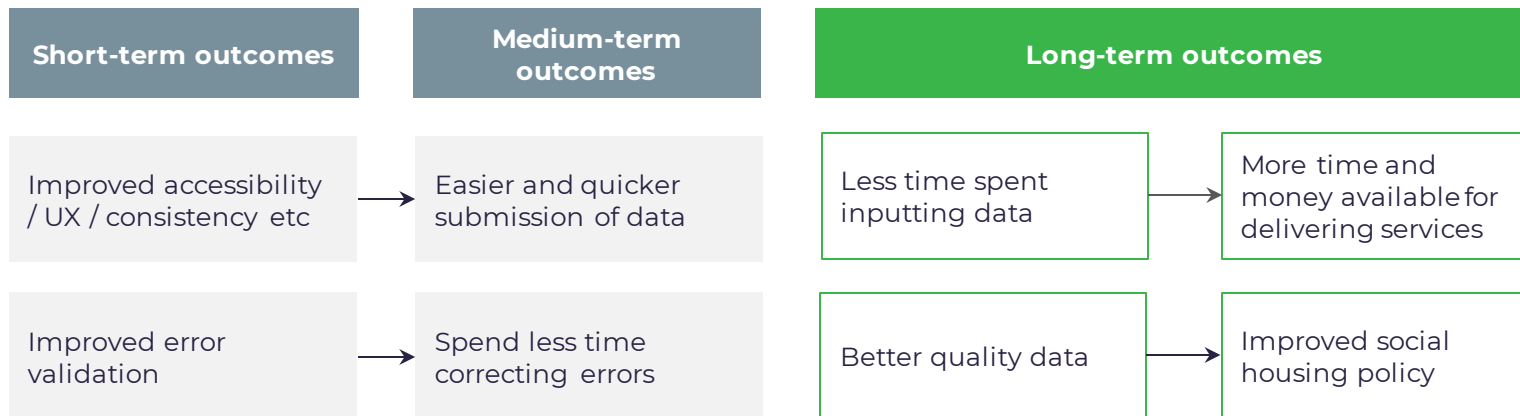 Short-term outcomes
Medium-term
outcomes
Long-term outcomes
Improved accessibility
/ UX / consistency etc
Easier and quicker
submission of data
Less time spent
inputting data
More time and
money available for
delivering services
Improved error
validation
Spend less time
correcting errors
Better quality data
Improved social
housing policy